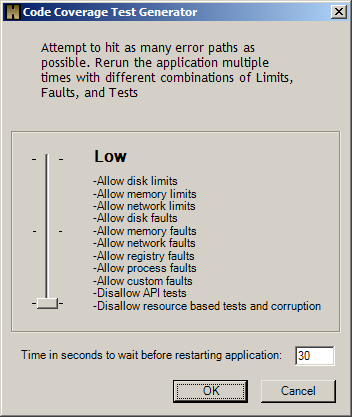 Code Coverage Test Generator
Attempt to hit as many error paths as
possible. Rerun the application multiple
times with different combinations of Limits,
Faults, and Tests
Low
-Allow disk limits
-Allow memory limits
-Allow network limits
-Allow disk faults
-Allow memory faults
-Allow network faults
-Allow registry faults
-Allow process faults
-Allow custom faults
-Disallow API tests
-Disallow resource based tests and corruption
Time in seconds to wait before restarting application: 30
OK Cancel